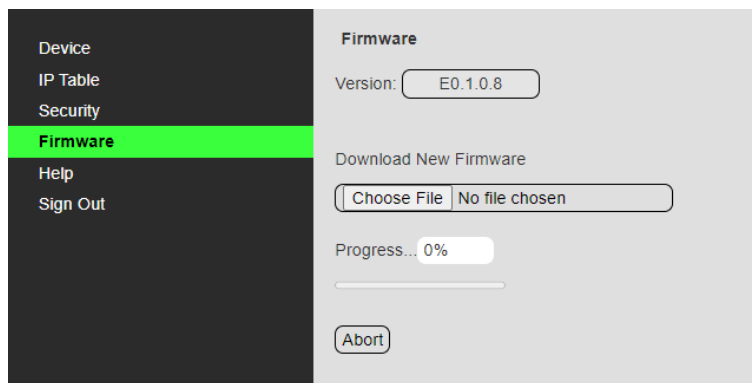 Device
IP Table
Security
Firmware
Help
Sign Out
Firmware
Version: E0.1.0.8
Download New Firmware
Choose File No file chosen
Progress... 0%
Abort